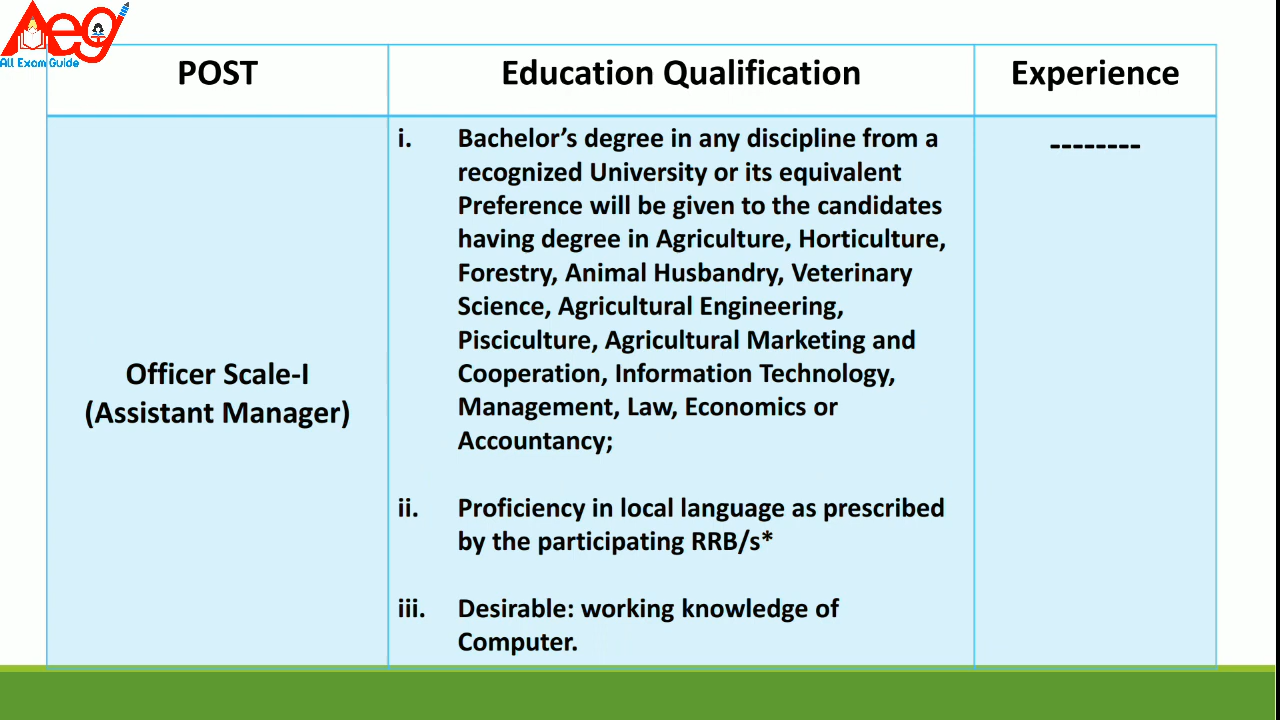 Aeg
All Exam Guide
POST
Education Qualification
Experience
Officer Scale-I
(Assistant Manager)
i. Bachelor’s degree in any discipline from a
recognized University or its equivalent
Preference will be given to the candidates
having degree in Agriculture, Horticulture,
Forestry, Animal Husbandry, Veterinary
Science, Agricultural Engineering,
Pisciculture, Agricultural Marketing and
Cooperation, Information Technology,
Management, Law, Economics or
Accountancy;
ii. Proficiency in local language as prescribed
by the participating RRB/s*
iii. Desirable: working knowledge of
Computer.
--------